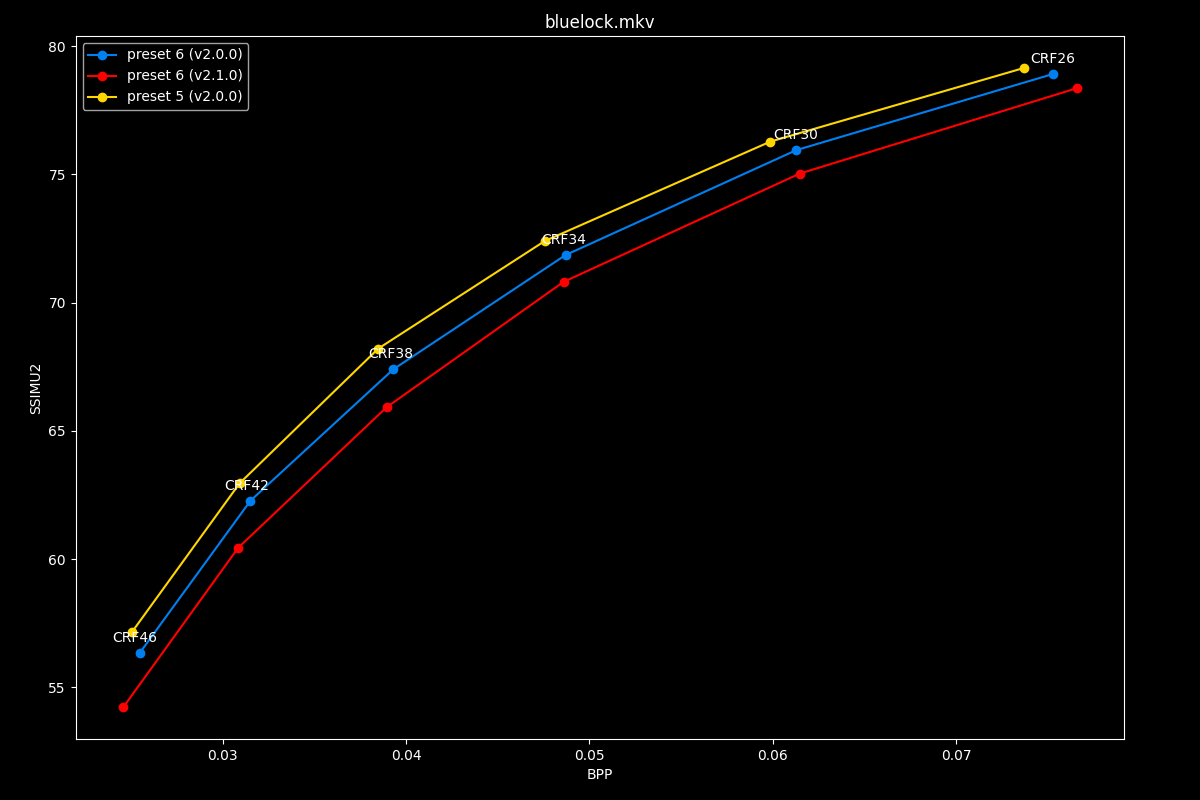 bluelock.mkv
preset 6 (v2.0.0)
preset 6 (v2.1.0)
preset 5 (v2.0.0)
CRF26
CRF30
CRF34
CRF38
CRF42
CRF46
80
75
70
65
60
55
SSIMU2
0.03 0.04 0.05 0.06 0.07
BPP